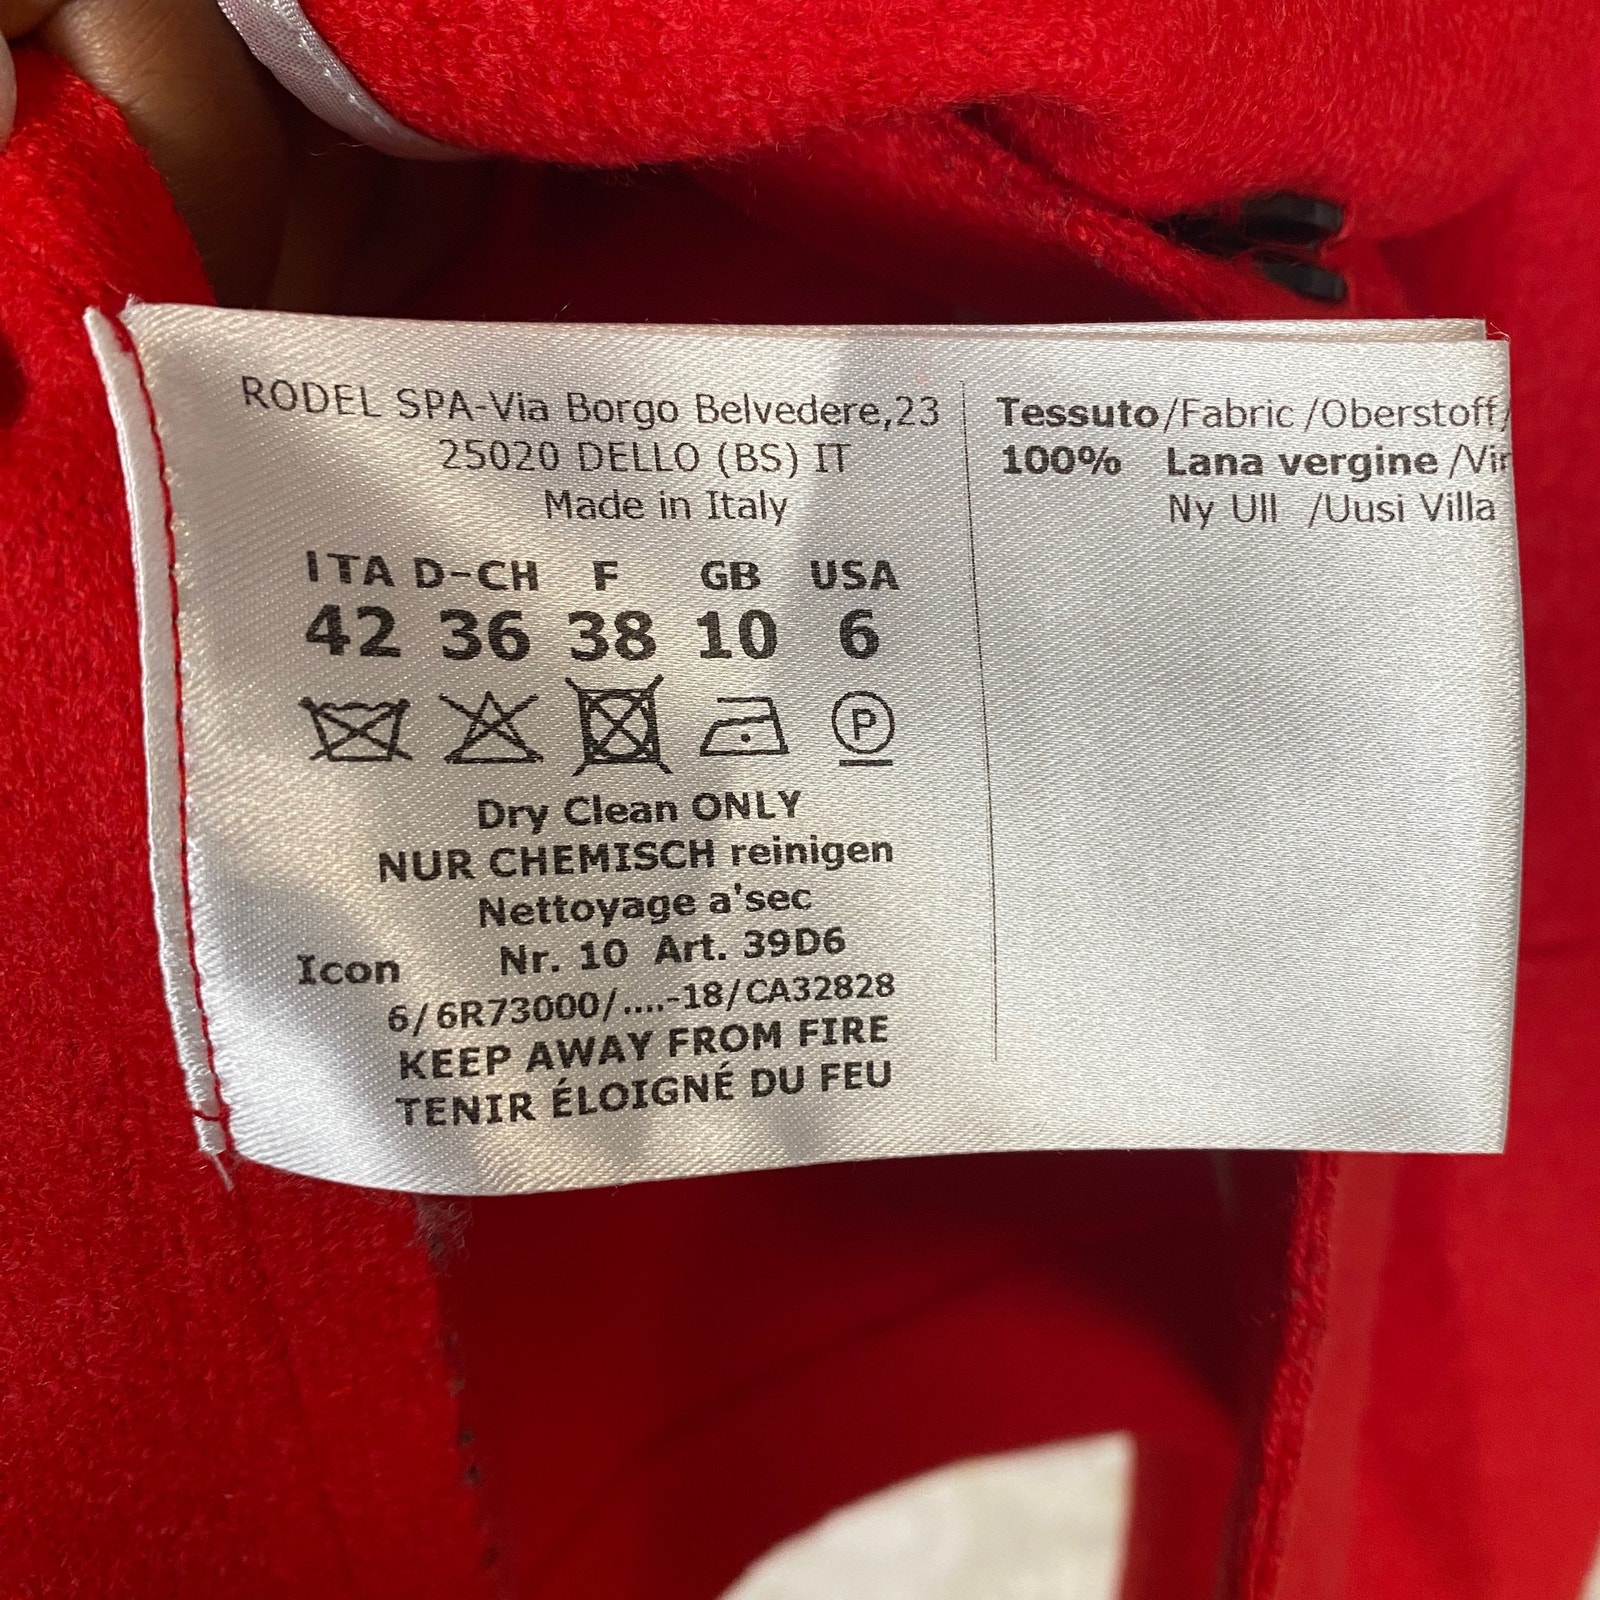 RODEL SPA-Via Borgo Belvedere,23
25020 DELLO (BS) IT
Made in Italy
ITA D-CH F GB USA
42 36 38 10 6
P
Dry Clean ONLY
NUR CHEMISCH reinigen
Nettoyage a'sec
Icon Nr. 10 Art. 39D6
6/6R73000/....-18/CA32828
KEEP AWAY FROM FIRE
TENIR ÉLOIGNÉ DU FEU
Tessuto/Fabric /Oberstoff/
100% Lana vergine /Vir
Ny Ull /Uusi Villa